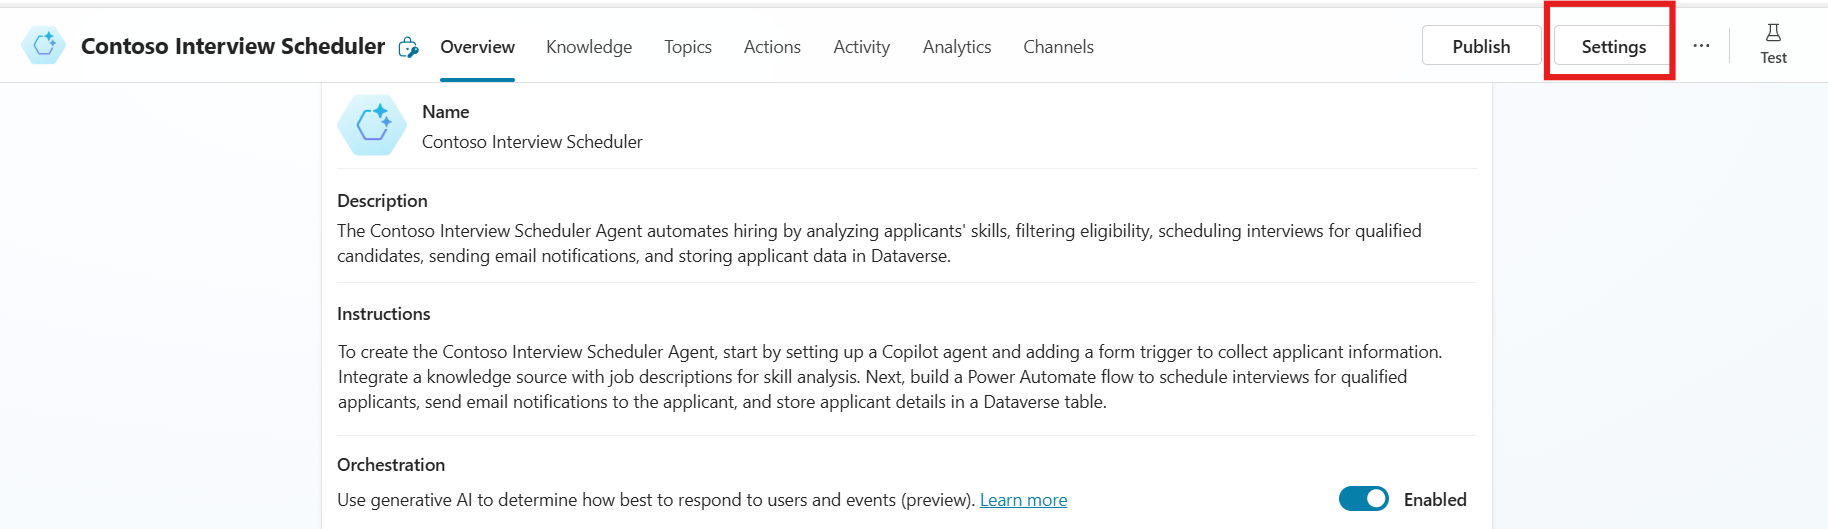 Contoso Interview Scheduler
Overview
Knowledge
Topics
Actions
Activity
Analytics
Channels
Publish
Settings
...
Test
Name
Contoso Interview Scheduler
Description
The Contoso Interview Scheduler Agent automates hiring by analyzing applicants' skills, filtering eligibility, scheduling interviews for qualified
candidates, sending email notifications, and storing applicant data in Dataverse.
Instructions
To create the Contoso Interview Scheduler Agent, start by setting up a Copilot agent and adding a form trigger to collect applicant information.
Integrate a knowledge source with job descriptions for skill analysis. Next, build a Power Automate flow to schedule interviews for qualified
applicants, send email notifications to the applicant, and store applicant details in a Dataverse table.
Orchestration
Use generative AI to determine how best to respond to users and events (preview). Learn more
Enabled